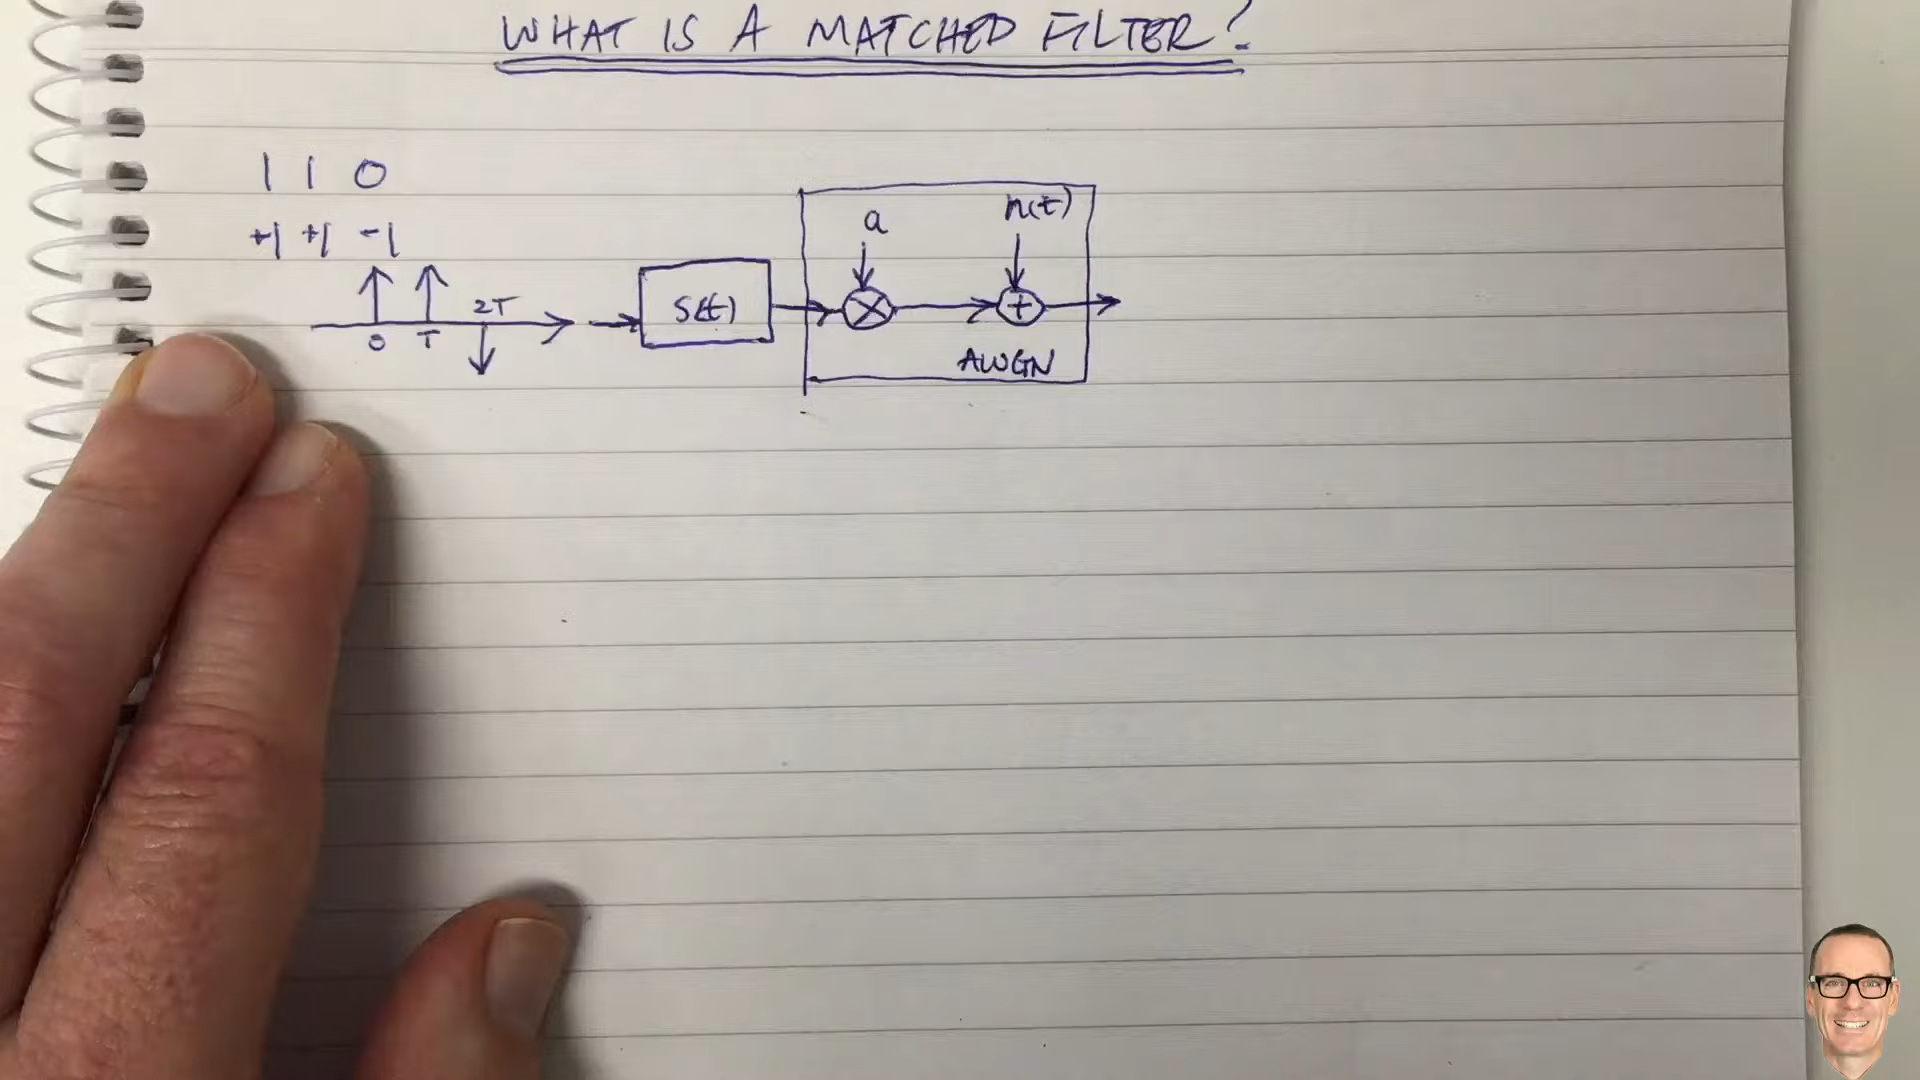 WHAT IS A MATCHED FILTER?
1 1 0
+1 +1 -1
a
n(t)
S(t)
2T
0 T
AWGN